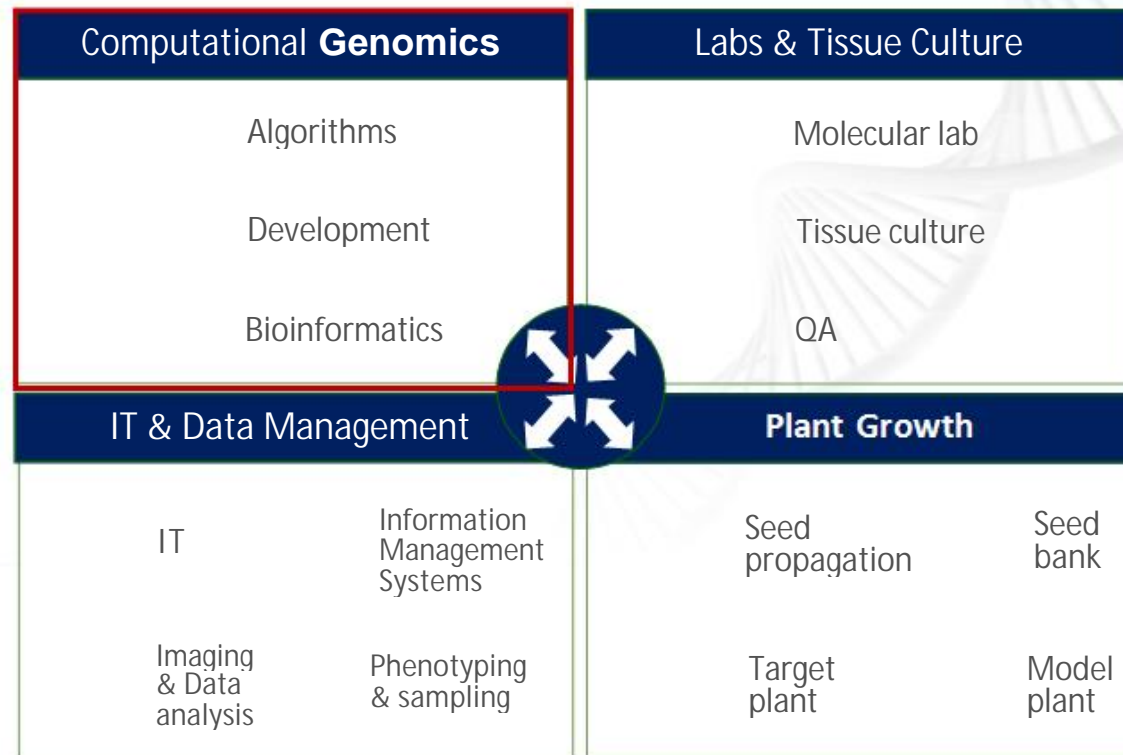 Computational Genomics
Algorithms
Development
Bioinformatics
Labs & Tissue Culture
Molecular lab
Tissue culture
QA
IT & Data Management
IT
Information
Management
Systems
Imaging
& Data
analysis
Phenotyping
& sampling
Plant Growth
Seed
propagation
Seed
bank
Target
plant
Model
plant